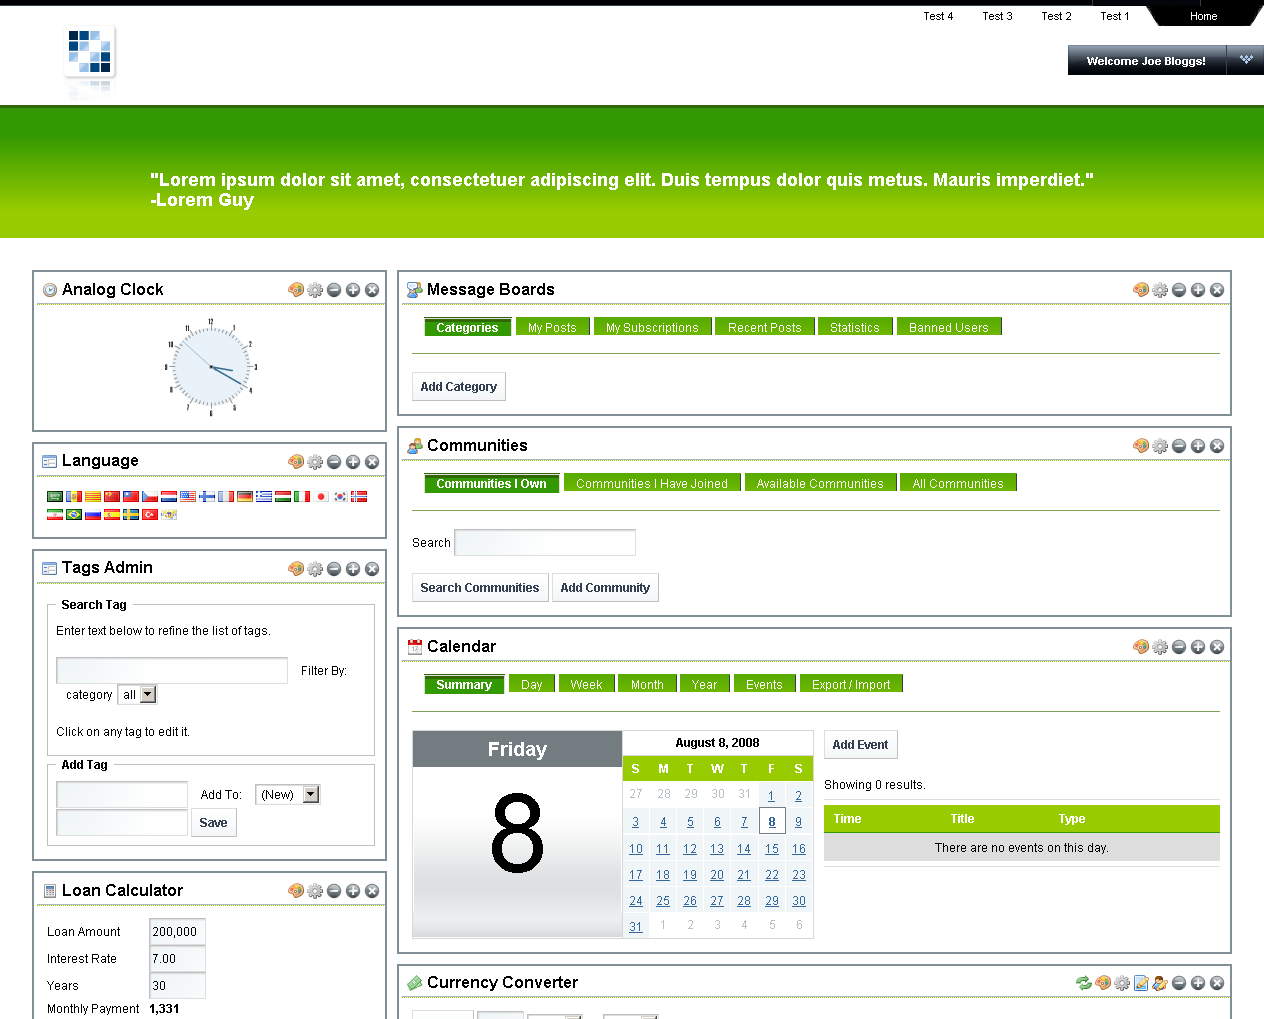 Test 4 Test 3 Test 2 Test 1 Home
Welcome Joe Bloggs!
"Lorem ipsum dolor sit amet, consectetuer adipiscing elit. Duis tempus dolor quis metus. Mauris imperdiet."
-Lorem Guy
Analog Clock
12
1
2
3
4
5
6
7
8
9
10
11
Language
Tags Admin
Search Tag
Enter text below to refine the list of tags.
Filter By:
category all
Click on any tag to edit it.
Add Tag
Add To: (New)
Save
Loan Calculator
Loan Amount 200,000
Interest Rate 7.00
Years 30
Monthly Payment 1,331
Message Boards
Categories My Posts My Subscriptions Recent Posts Statistics Banned Users
Add Category
Communities
Communities I Own Communities I Have Joined Available Communities All Communities
Search
Search Communities Add Community
Calendar
Summary Day Week Month Year Events Export / Import
Friday
8
August 8, 2008
S M T W T F S
27 28 29 30 31 1 2
3 4 5 6 7 8 9
10 11 12 13 14 15 16
17 18 19 20 21 22 23
24 25 26 27 28 29 30
31 1 2 3 4 5 6
Add Event
Showing 0 results.
Time Title Type
There are no events on this day.
Currency Converter